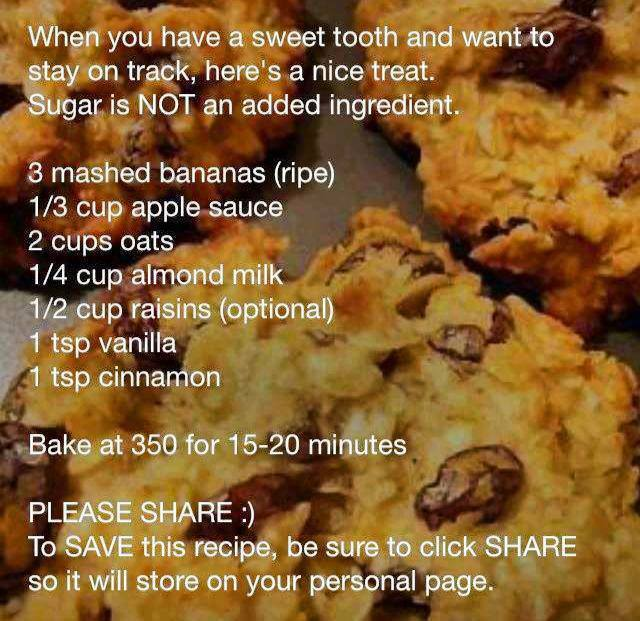 When you have a sweet tooth and want to
stay on track, here's a nice treat.
Sugar is NOT an added ingredient.
3 mashed bananas (ripe)
1/3 cup apple sauce
2 cups oats
1/4 cup almond milk
1/2 cup raisins (optional)
1 tsp vanilla
1 tsp cinnamon
Bake at 350 for 15-20 minutes
PLEASE SHARE :)
To SAVE this recipe, be sure to click SHARE
so it will store on your personal page.